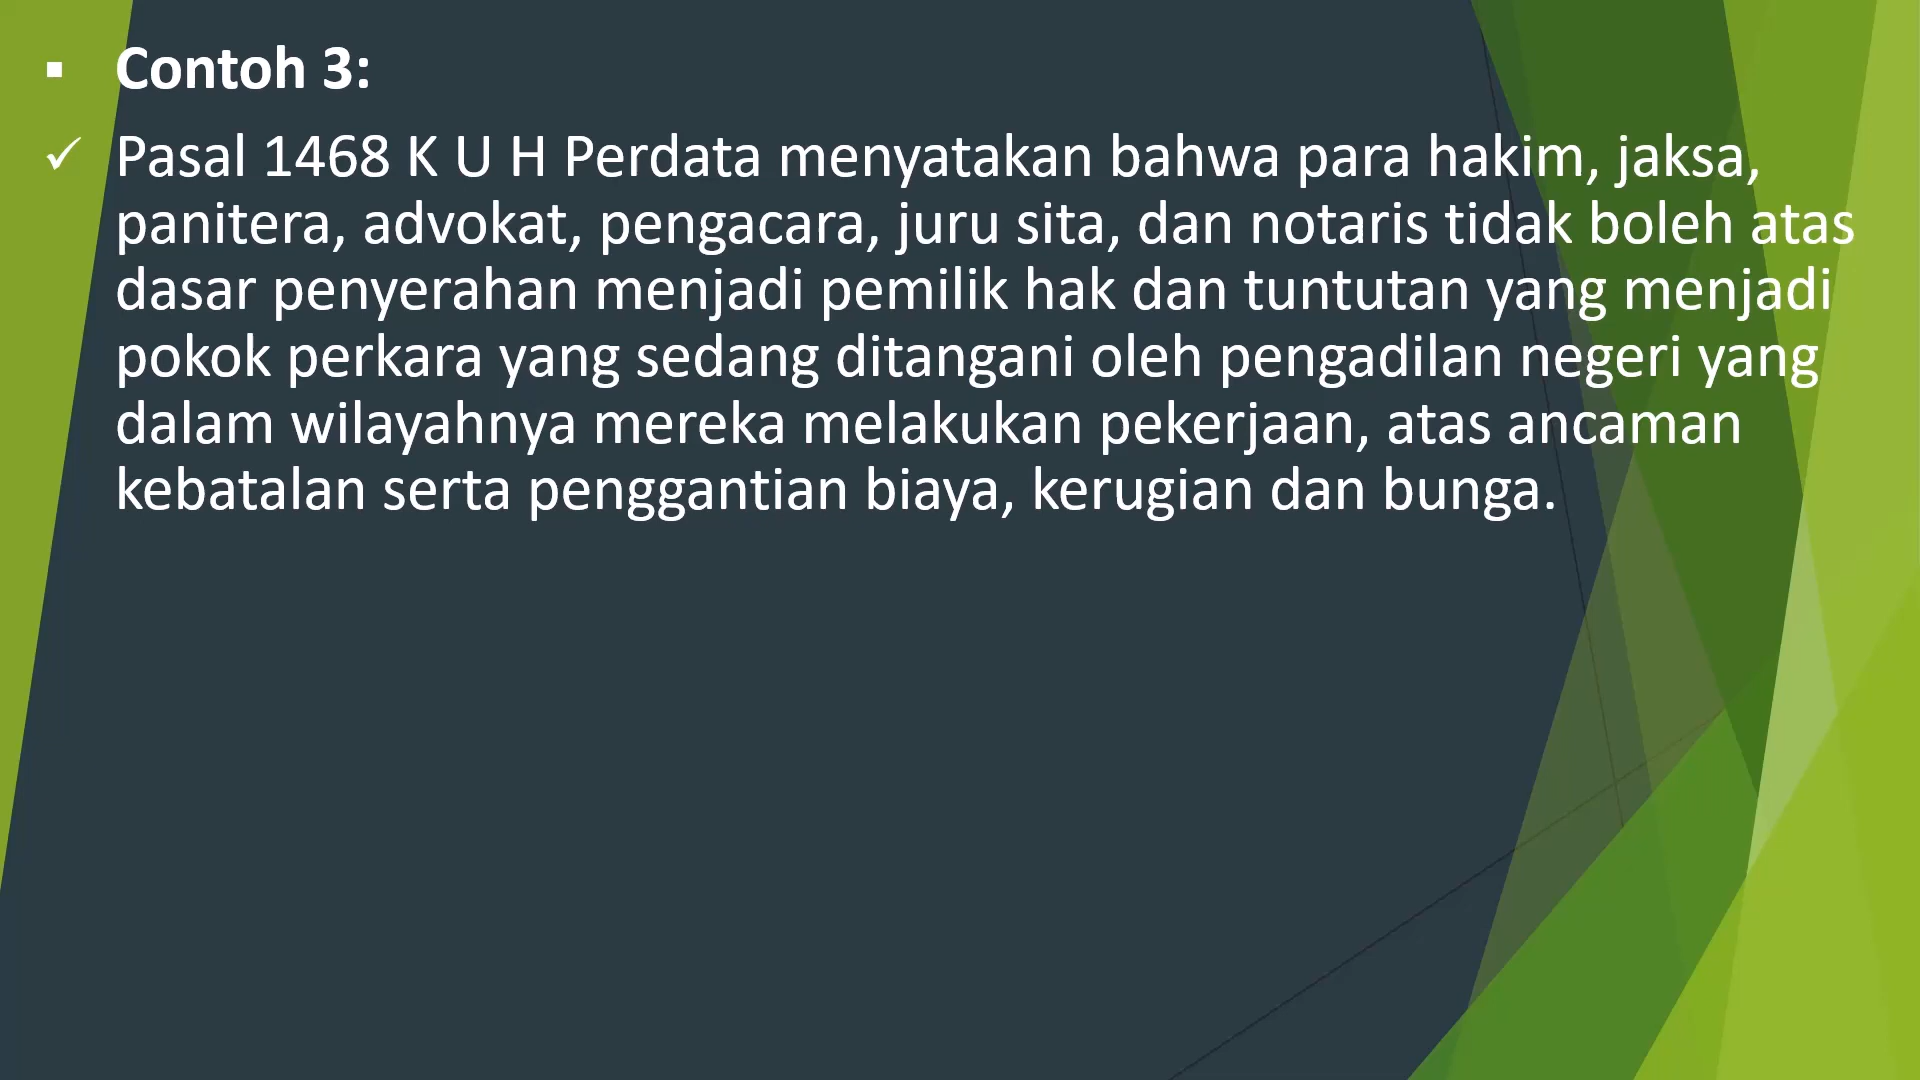 Contoh 3:
Pasal 1468 K U H Perdata menyatakan bahwa para hakim, jaksa,
panitera, advokat, pengacara, juru sita, dan notaris tidak boleh atas
dasar penyerahan menjadi pemilik hak dan tuntutan yang menjadi
pokok perkara yang sedang ditangani oleh pengadilan negeri yang
dalam wilayahnya mereka melakukan pekerjaan, atas ancaman
kebatalan serta penggantian biaya, kerugian dan bunga.